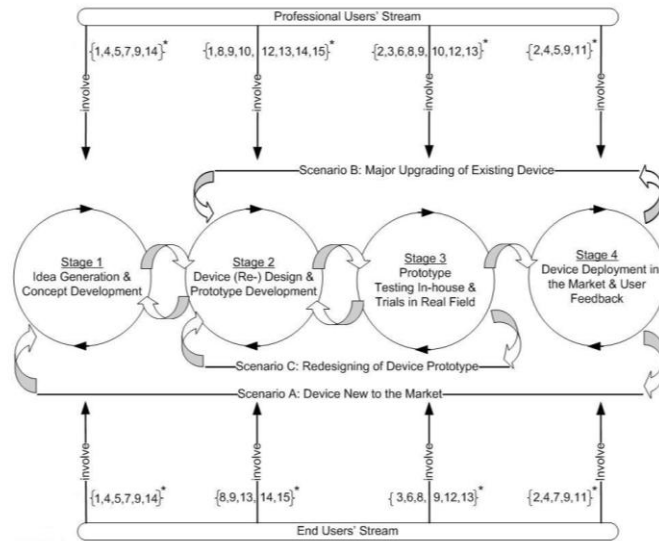 Professional Users' Stream
{1,4,5,7,9,14}*
{1,8,9,10, 12,13,14,15}*
{2,3,6,8,9, 10,12,13}*
{2,4,5,9,11}*
involve
involve
involve
involve
Scenario B: Major Upgrading of Existing Device
Stage 1
Idea Generation &
Concept Development
Stage 2
Device (Re-) Design &
Prototype Development
Stage 3
Prototype
Testing In-house &
Trials in Real Field
Stage 4
Device Deployment in
the Market & User
Feedback
Scenario C: Redesigning of Device Prototype
Scenario A: Device New to the Market
involve
involve
involve
involve
{1,4,5,7,9,14}*
{8,9,13, 14,15}*
{ 3,6,8, 9,12,13}*
{2,4,7,9,11}*
End Users' Stream